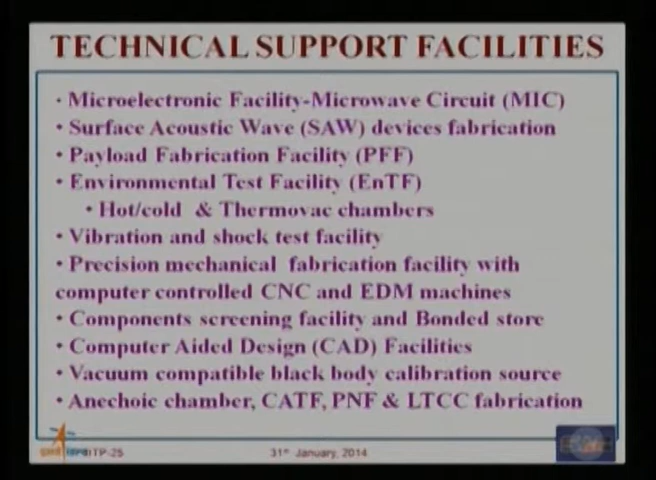 TECHNICAL SUPPORT FACILITIES
• Microelectronic Facility-Microwave Circuit (MIC)
• Surface Acoustic Wave (SAW) devices fabrication
• Payload Fabrication Facility (PFF)
• Environmental Test Facility (EnTF)
• Hot/cold & Thermovac chambers
• Vibration and shock test facility
• Precision mechanical fabrication facility with
computer controlled CNC and EDM machines
• Components screening facility and Bonded store
• Computer Aided Design (CAD) Facilities
• Vacuum compatible black body calibration source
• Anechoic chamber, CATF, PNF & LTCC fabrication
ITP-25
31st January, 2014